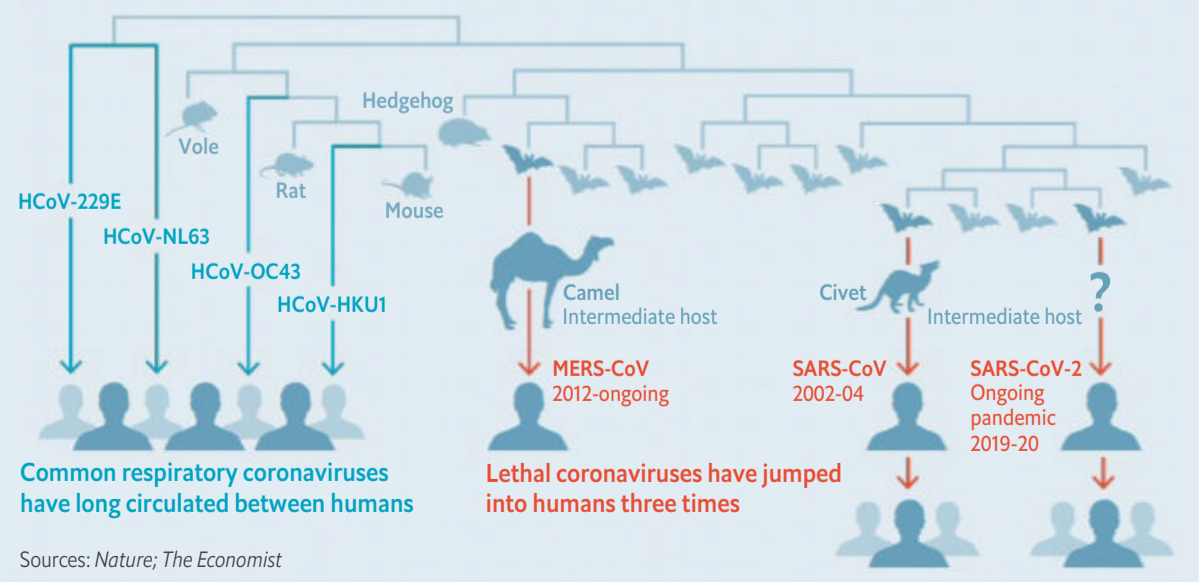 Hedgehog
Vole
Rat
Mouse
HCoV-229E
HCoV-NL63
HCoV-OC43
HCoV-HKU1
Camel
Intermediate host
Civet
Intermediate host
?
MERS-CoV
2012-ongoing
SARS-CoV
2002-04
SARS-CoV-2
Ongoing
pandemic
2019-20
Common respiratory coronaviruses
have long circulated between humans
Lethal coronaviruses have jumped
into humans three times
Sources: Nature; The Economist